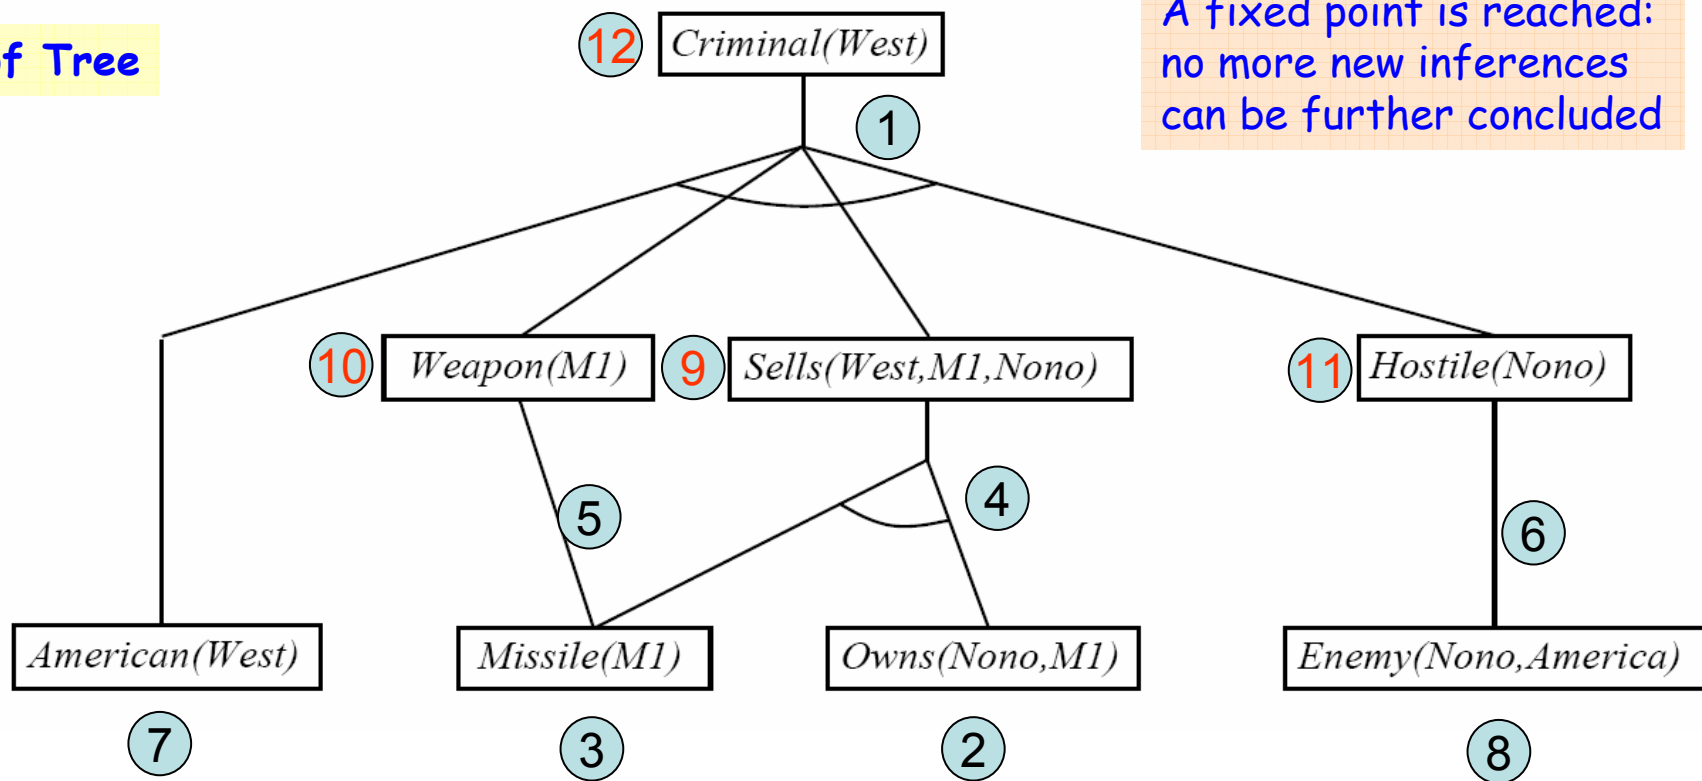 Tree
A fixed point is reached:
no more new inferences
can be further concluded
12
Criminal(West)
1
10
Weapon(M1)
9
Sells(West,M1,Nono)
11
Hostile(Nono)
5
4
6
American(West)
Missile(M1)
Owns(Nono,M1)
Enemy(Nono,America)
7
3
2
8